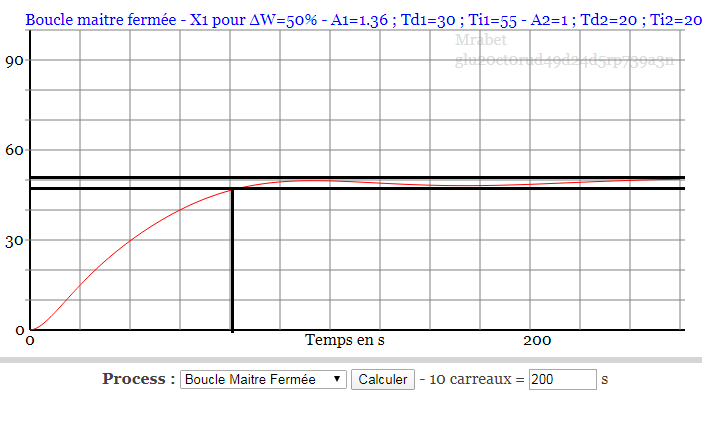 Boucle maitre fermée - X1 pour ΔW=50% - A1=1.36 ; Td1=30 ; Ti1=55 - A2=1 ; Td2=20 ; Ti2=20
Mrabet
90
60
30
0
0 Temps en s 200
Process : Boucle Maitre Fermée Calculer - 10 carreaux = 200 s